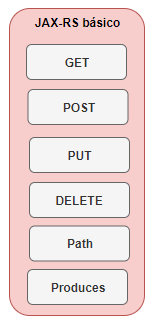 JAX-RS básico
GET
POST
PUT
DELETE
Path
Produces